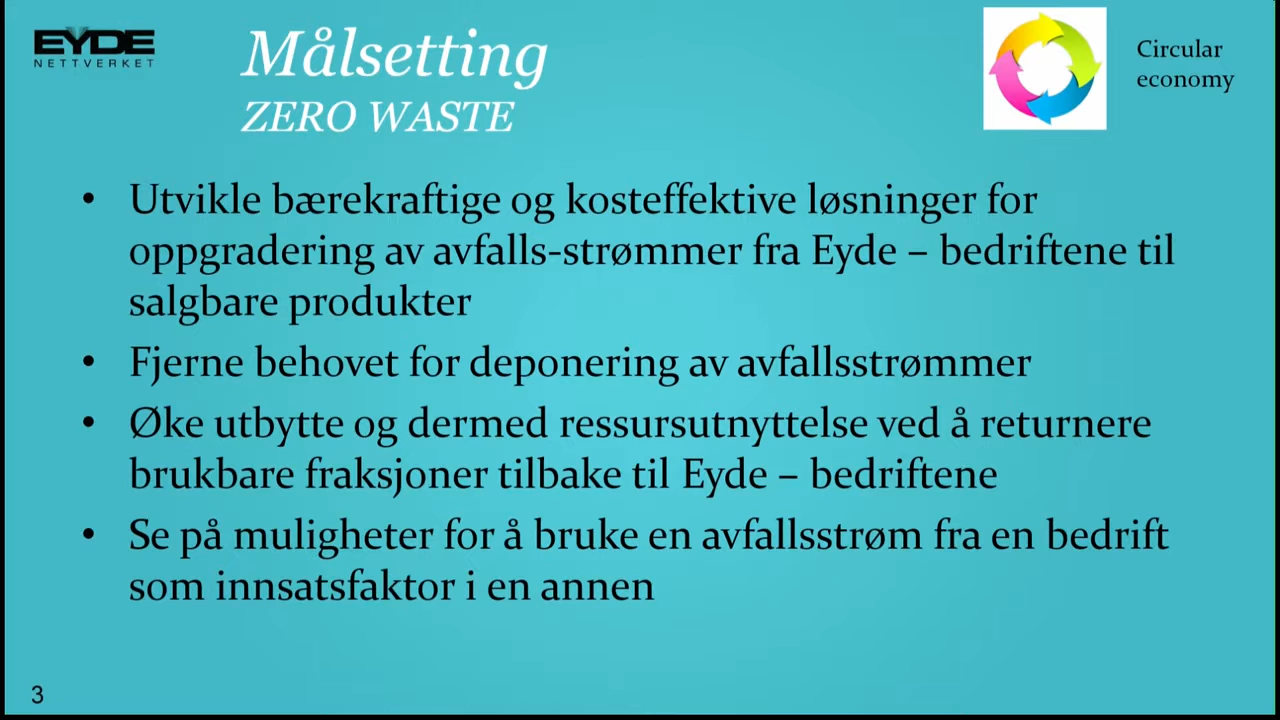 EYDE
NETTVERKET
Målsetting
ZERO WASTE
Circular
economy
• Utvikle bærekraftige og kosteffektive løsninger for
oppgradering av avfalls-strømmer fra Eyde – bedriftene til
salgbare produkter
• Fjerne behovet for deponering av avfallsstrømmer
• Øke utbytte og dermed ressursutnyttelse ved å returnere
brukbare fraksjoner tilbake til Eyde – bedriftene
• Se på muligheter for å bruke en avfallsstrøm fra en bedrift
som innsatsfaktor i en annen
3